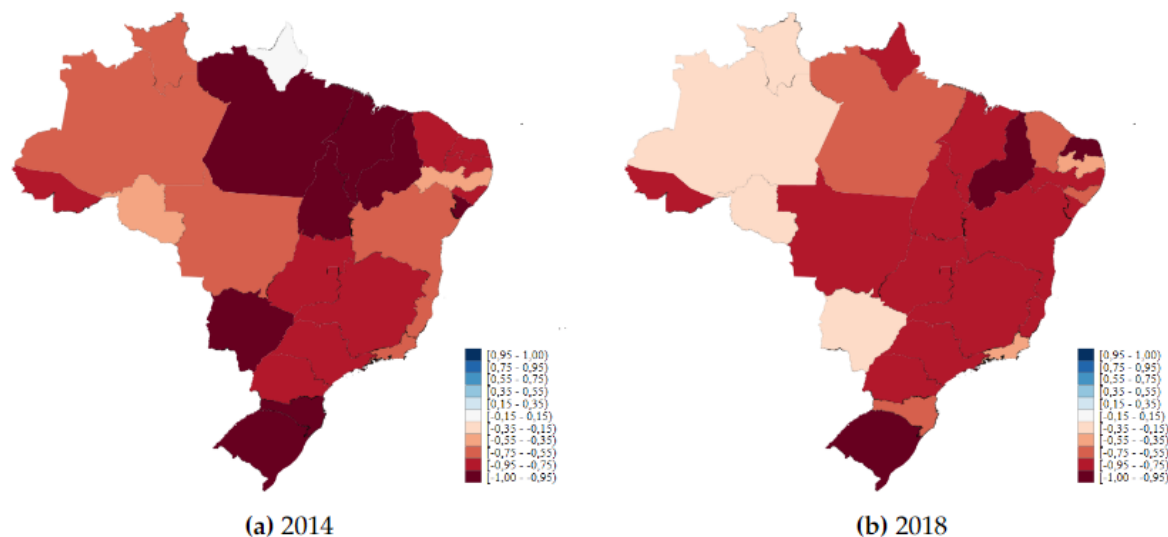 [0,95 - 1,00)
[0,75 - 0,95)
[0,55 - 0,75)
[0,35 - 0,55)
[0,15 - 0,35)
[-0,15 - 0,15)
[-0,35 - -0,15)
[-0,55 - -0,35)
[-0,75 - -0,55)
[-0,95 - -0,75)
[-1,00 - -0,95)
(a) 2014
[0,95 - 1,00)
[0,75 - 0,95)
[0,55 - 0,75)
[0,35 - 0,55)
[0,15 - 0,35)
[-0,15 - 0,15)
[-0,35 - -0,15)
[-0,55 - -0,35)
[-0,75 - -0,55)
[-0,95 - -0,75)
[-1,00 - -0,95)
(b) 2018